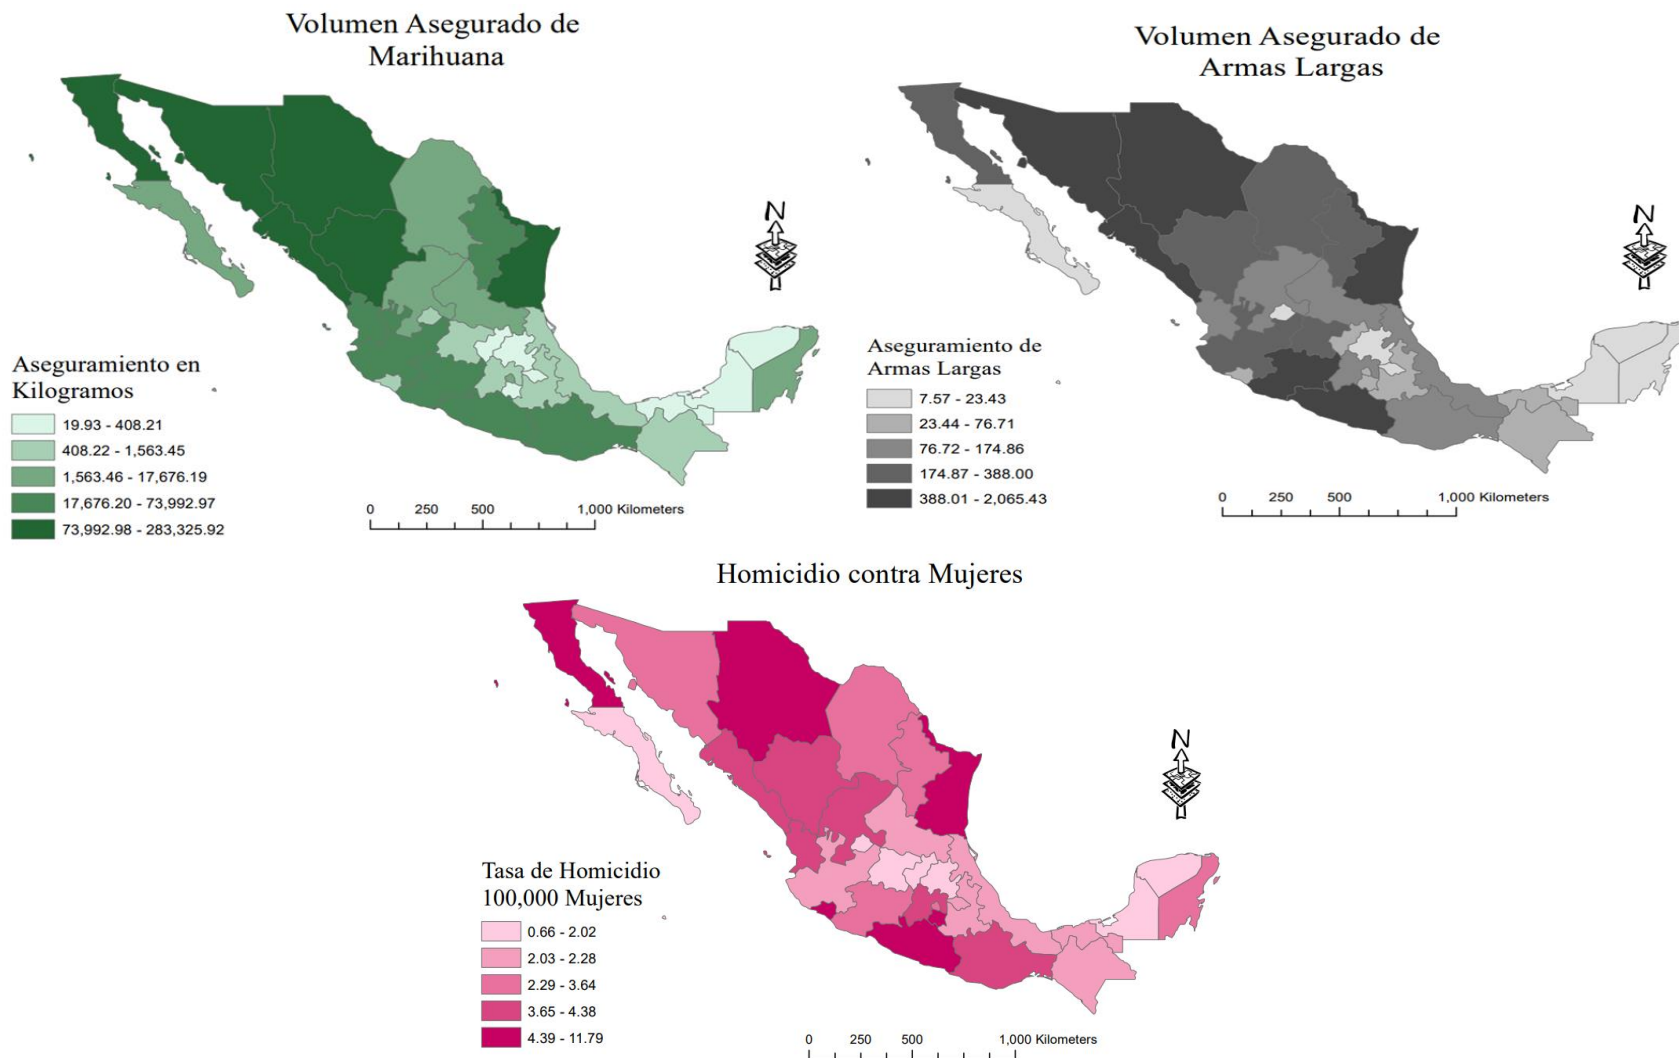 Volumen Asegurado de
Marihuana
N
Aseguramiento en
Kilogramos
19.93 - 408.21
408.22 - 1,563.45
1,563.46 - 17,676.19
17,676.20 - 73,992.97
73,992.98 - 283,325.92
0 250 500 1,000 Kilometers
Volumen Asegurado de
Armas Largas
N
Aseguramiento de
Armas Largas
7.57 - 23.43
23.44 - 76.71
76.72 - 174.86
174.87 - 388.00
388.01 - 2,065.43
0 250 500 1,000 Kilometers
Homicidio contra Mujeres
N
Tasa de Homicidio
100,000 Mujeres
0.66 - 2.02
2.03 - 2.28
2.29 - 3.64
3.65 - 4.38
4.39 - 11.79
0 250 500 1,000 Kilometers